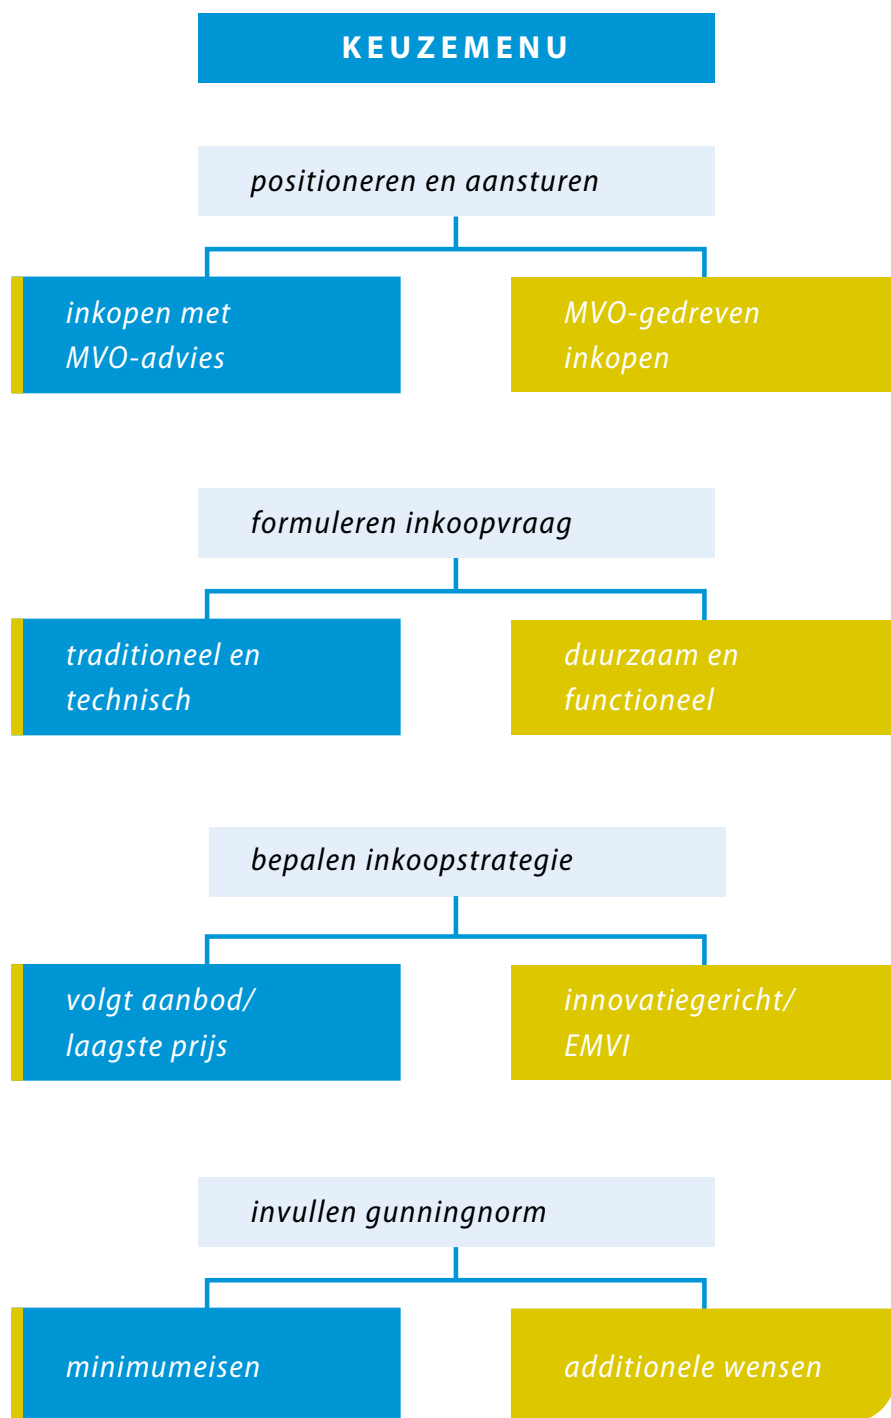 KEUZEMENU
positioneren en aansturen
inkopen met
MVO-advies
MVO-gedreven
inkopen
formuleren inkoopvraag
traditioneel en
technisch
duurzaam en
functioneel
bepalen inkoopstrategie
volgt aanbod/
laagste prijs
innovatiegericht/
EMVI
invullen gunningnorm
minimumeisen
additionele wensen